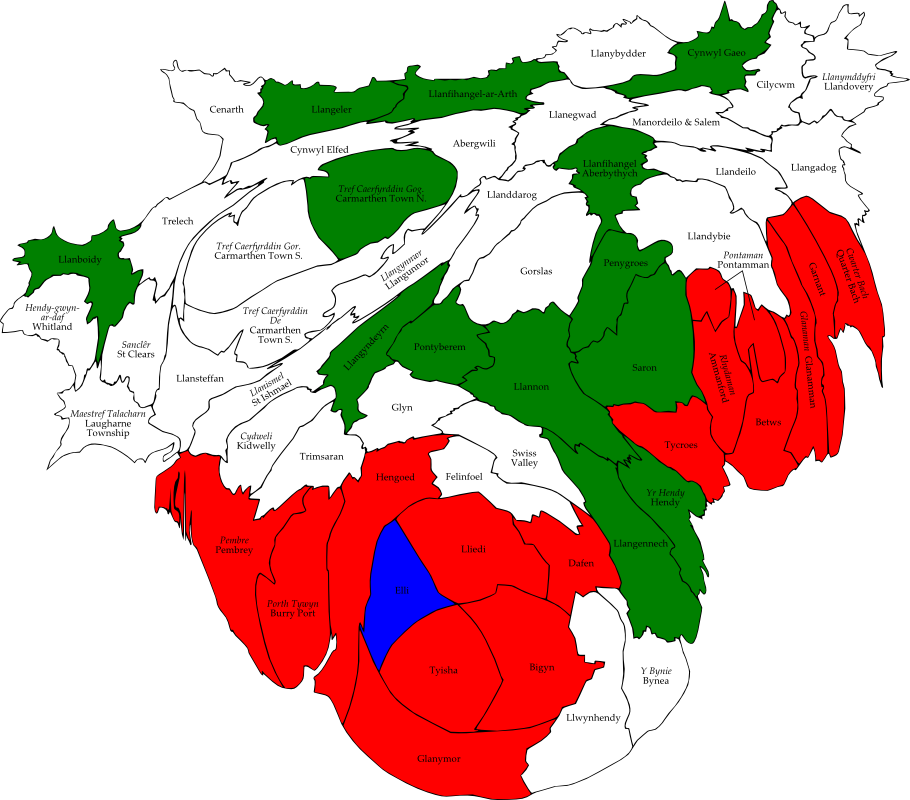 Llanybydder
Cynwyl Gaeo
Cilycwm
Llanymddyfri
Llandovery
Cenarth
Llangeler
Llanfihangel-ar-Arth
Llanegwad
Manordeilo & Salem
Cynwyl Elfed
Abergwili
Llanfihangel
Aberbythych
Llandeilo
Llangadog
Trelech
Tref Caerfyrddin Gog.
Carmarthen Town N.
Llanddarog
Llandybie
Llanboidy
Tref Caerfyrddin Gor.
Carmarthen Town S.
Llangynnwr
Llangunnor
Gorslas
Penygroes
Pontaman
Pontamman
Garnant
Cwarter Bach
Quarter Bach
Hendy-gwyn-
ar-daf
Whitland
Sanclêr
St Clears
Tref Caerfyrddin
De
Carmarthen
Town S.
Llangyndeyrn
Pontyberem
Glanaman
Glanamman
Llansteffan
Llanismel
St Ishmael
Llannon
Saron
Rhydaman
Ammanford
Maestref Talacharn
Laugharne
Township
Glyn
Betws
Cydweli
Kidwelly
Trimsaran
Swiss
Valley
Tycroes
Hengoed
Felinfoel
Yr Hendy
Hendy
Pembre
Pembrey
Lliedi
Dafen
Llangennech
Elli
Porth Tywyn
Burry Port
Tyisha
Bigyn
Y Bynie
Bynea
Llwynhendy
Glanymor